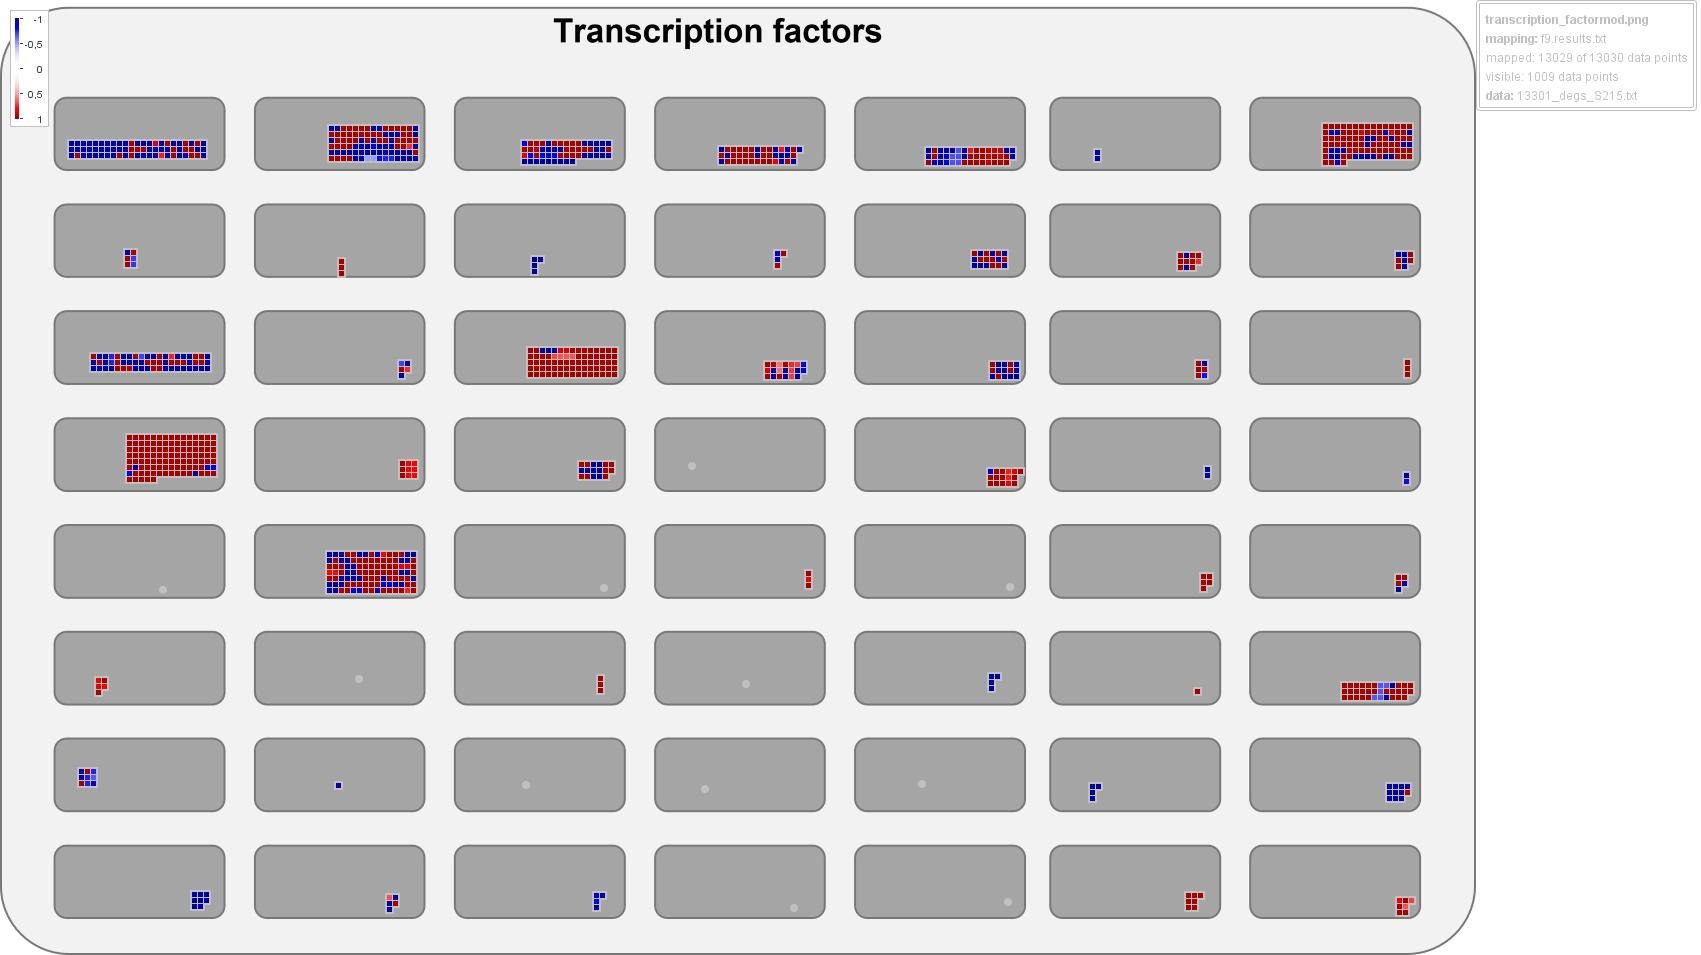 Transcription factors
-1
-0,5
0
0,5
1
transcription_factormod.png
mapping: f9.results.txt
mapped: 13029 of 13030 data points
visible: 1009 data points
data: 13301_degs_S215.txt